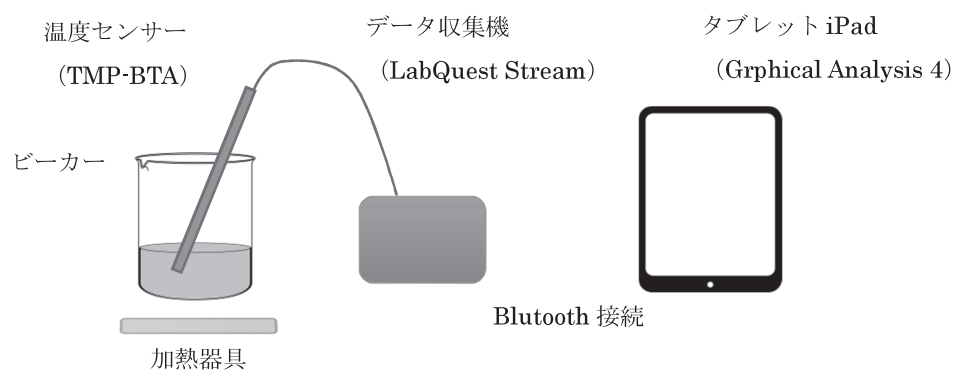 温度センサー
（TMP-BTA）
データ収集機
（LabQuest Stream）
タブレット iPad
（Grphical Analysis 4）
ビーカー
Blutooth 接続
加熱器具